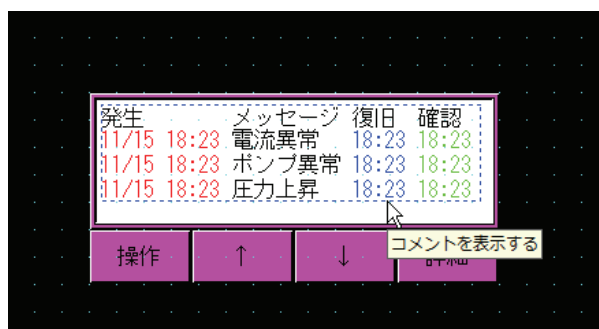 発生 メッセージ 復旧 確認
11/15 18:23 電流異常 18:23 18:23
11/15 18:23 ポンプ異常 18:23 18:23
11/15 18:23 圧力上昇 18:23 18:23
操作 ↑ ↓
コメントを表示する